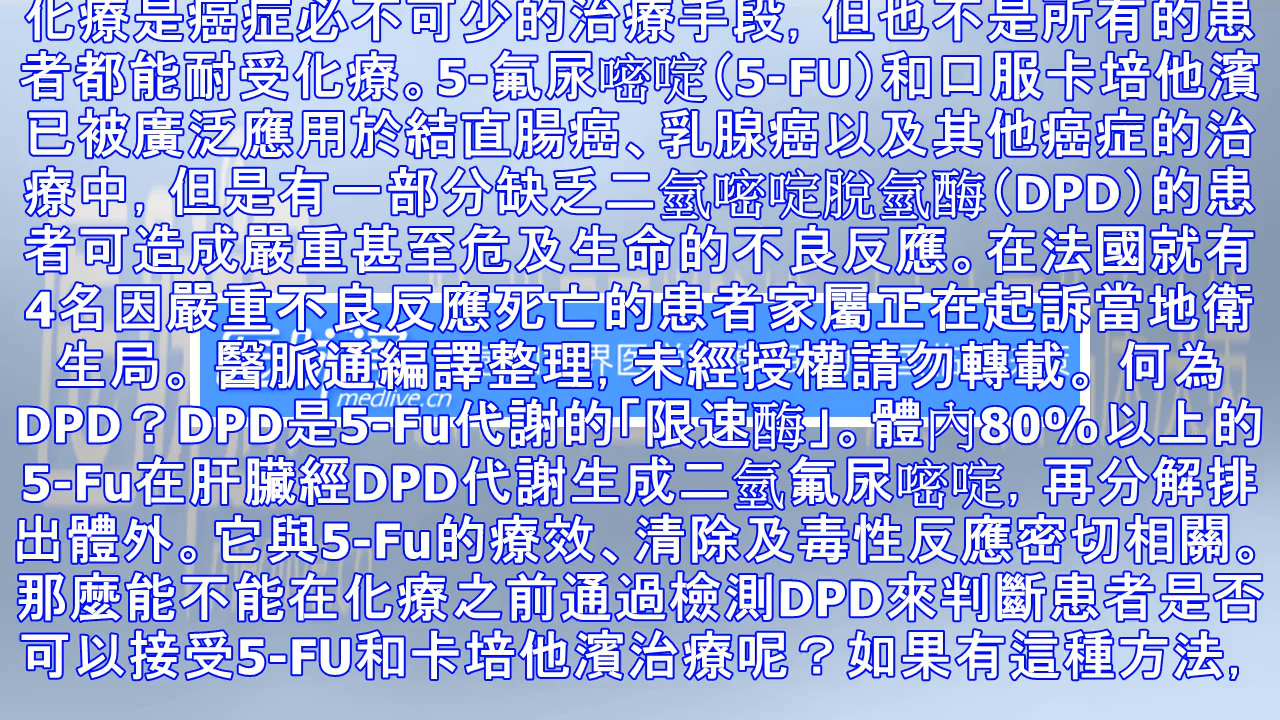 化療是癌症必不可少的治療手段，但也不是所有的患
者都能耐受化療。5-氟尿嘧啶（5-FU）和口服卡培他濱
已被廣泛應用於結直腸癌、乳腺癌以及其他癌症的治
療中，但是有一部分缺乏二氫嘧啶脫氫酶（DPD）的患
者可造成嚴重甚至危及生命的不良反應。在法國就有
4名因嚴重不良反應死亡的患者家屬正在起訴當地衛
生局。醫脈通編譯整理，未經授權請勿轉載。何為
DPD？DPD是5-Fu代謝的「限速酶」。體內80%以上的
5-Fu在肝臟經DPD代謝生成二氫氟尿嘧啶，再分解排
出體外。它與5-Fu的療效、清除及毒性反應密切相關。
那麼能不能在化療之前通過檢測DPD來判斷患者是否
可以接受5-FU和卡培他濱治療呢？如果有這種方法，
medlive.cn